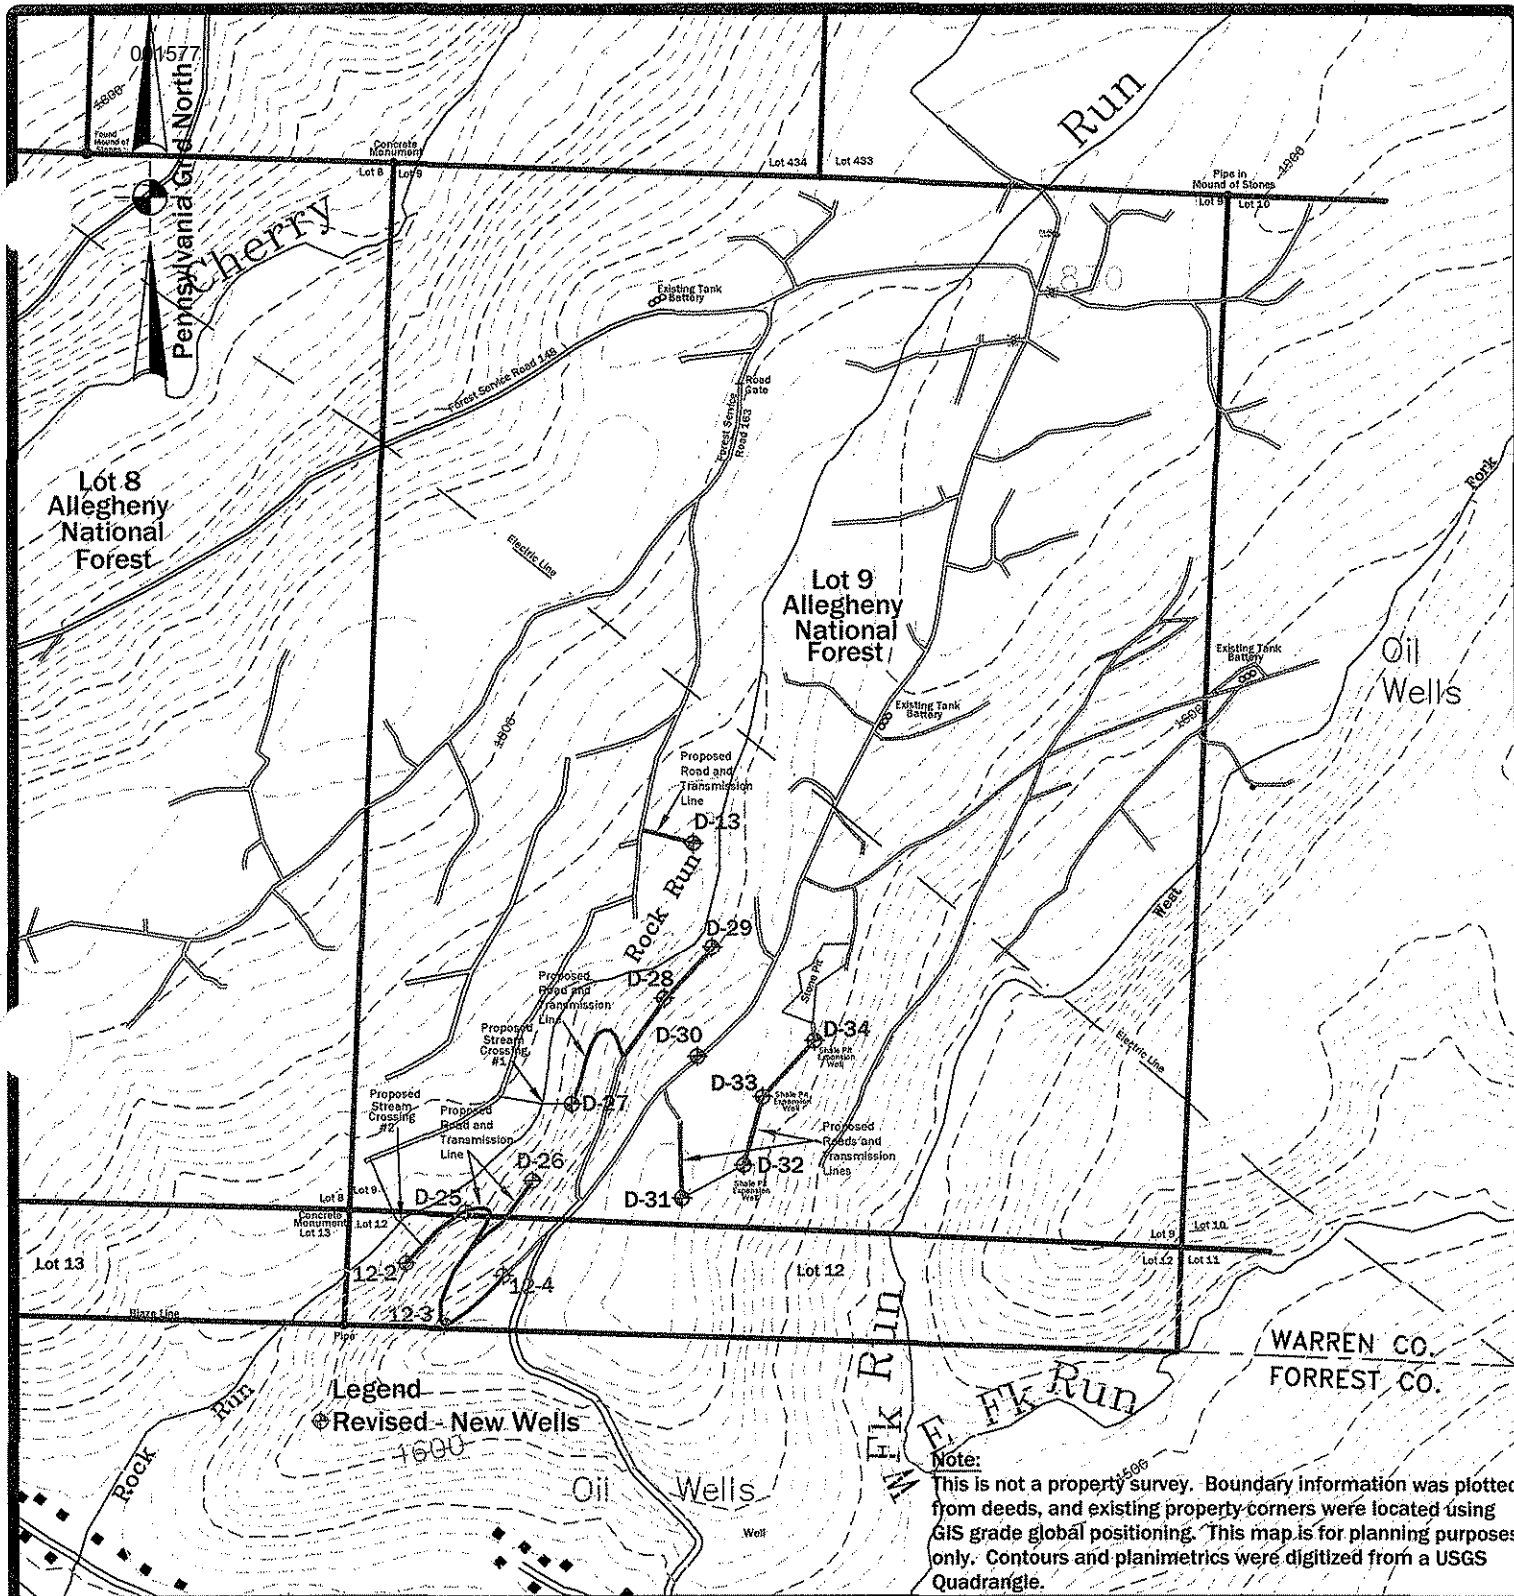 001577
Pennsylvania Grid North
1800
Found
Mound of
Stones
Concrete
Monument
Lot 8
Lot 9
Lot 434
Lot 433
Run
Pipe in
Mound of Stones
Lot 9
Lot 10
1800
Cherry
Existing Tank
Battery
Forest Service Road 148
Road
Gate
Forest Service
Road 163
Lot 8
Allegheny
National
Forest
Electric Line
Lot 9
Allegheny
National
Forest
Fork
Oil
Wells
Existing Tank
Battery
Existing Tank
Battery
1800
1600
Proposed
Road and
Transmission
Line
D-13
Rock Run
West
D-29
D-28
Proposed
Road and
Transmission
Line
Stone Pit
D-30
D-34
Shale Pit
Expansion
Well
Electric Line
Proposed
Stream
Crossing
#1
D-33
Shale Pit
Expansion
Well
D-27
Proposed
Stream
Crossing
#2
Proposed
Road and
Transmission
Line
Proposed
Roads and
Transmission
Lines
D-26
D-32
Shale Pit
Expansion
Well
D-25
D-31
Lot 8
Lot 9
Concrete
Monument
Lot 13
Lot 12
Lot 9
Lot 10
Lot 12
Lot 11
Lot 13
12-2
12-4
Lot 12
Blaze Line
12-3
Pipe
WARREN CO.
FORREST CO.
M Fk Run
E Fk Run
Legend
Revised - New Wells
1600
Rock
Run
Oil Wells
Well
1500
Note:
This is not a property survey. Boundary information was plotted
from deeds, and existing property corners were located using
GIS grade global positioning. This map is for planning purposes
only. Contours and planimetrics were digitized from a USGS
Quadrangle.